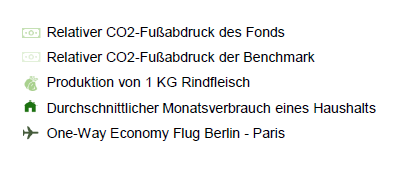 Relativer CO2-Fußabdruck des Fonds
Relativer CO2-Fußabdruck der Benchmark
Produktion von 1 KG Rindfleisch
Durchschnittlicher Monatsverbrauch eines Haushalts
One-Way Economy Flug Berlin - Paris